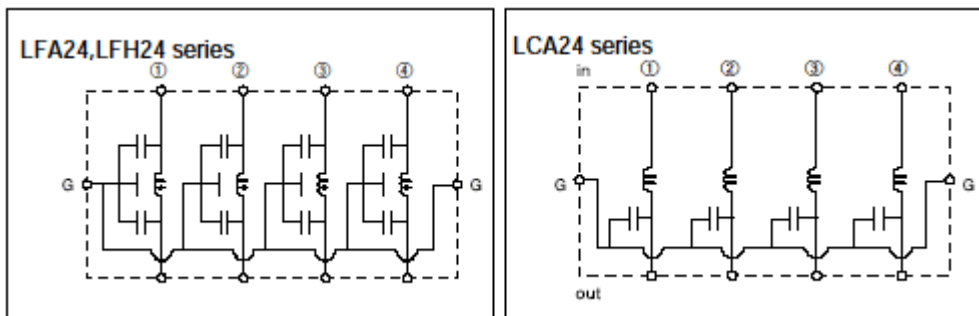 LFA24,LFH24 series
① ② ③ ④
G G
LCA24 series
in ① ② ③ ④
G G
out